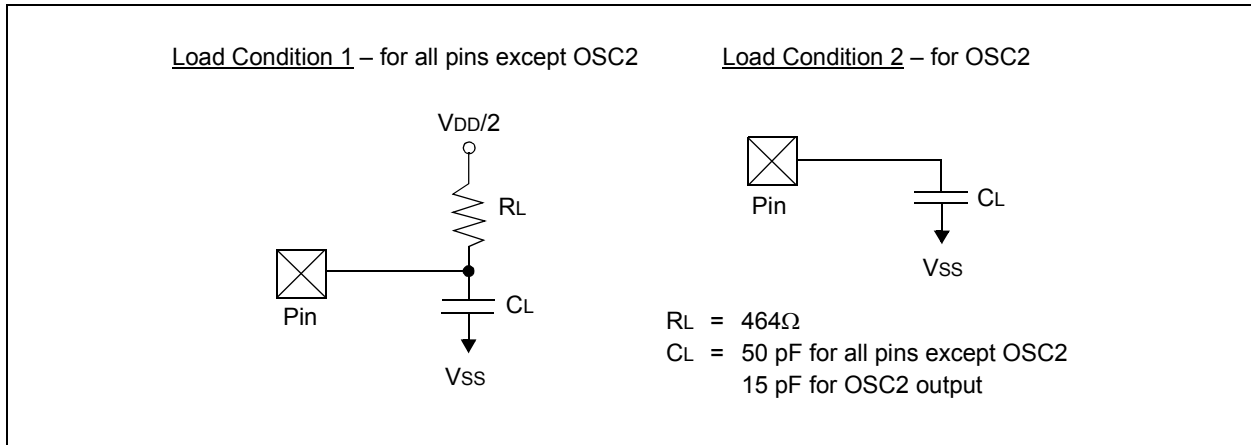 Load Condition 1 – for all pins except OSC2
VDD/2
RL
Pin
CL
VSS
Load Condition 2 – for OSC2
Pin
CL
VSS
RL = 464Ω
CL = 50 pF for all pins except OSC2
15 pF for OSC2 output